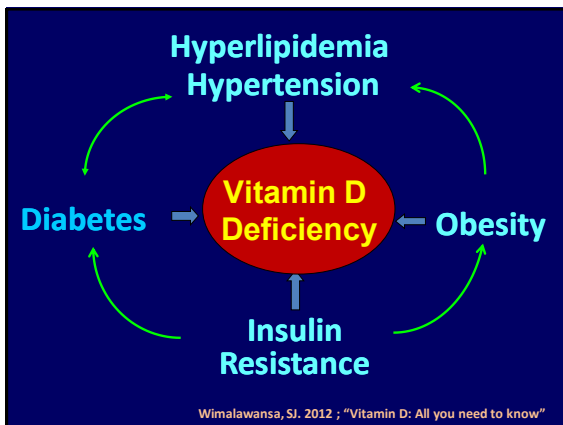 Hyperlipidemia
Hypertension
Vitamin D
Deficiency
Diabetes
Obesity
Insulin
Resistance
Wimalawansa, SJ. 2012 ; “Vitamin D: All you need to know”